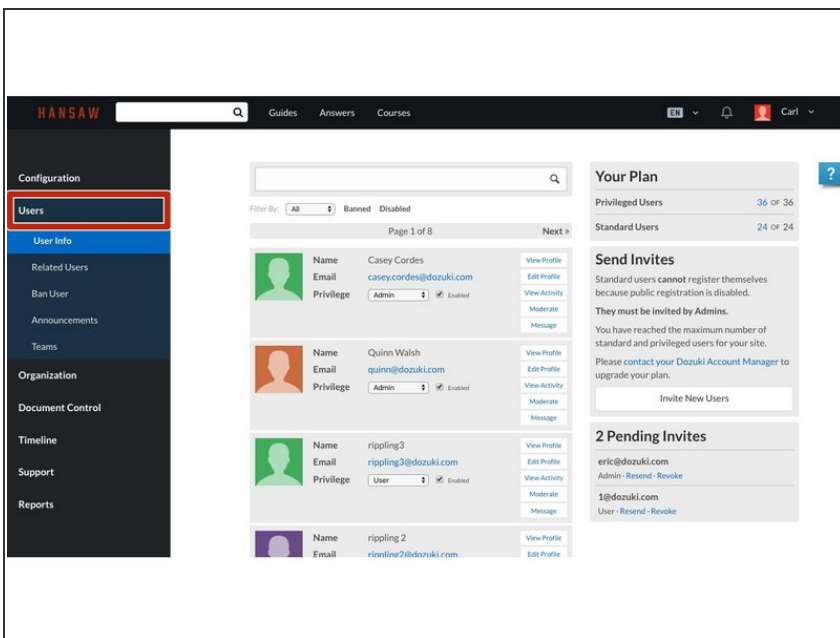 HANSAW
Guides Answers Courses
EN
Carl
Configuration
Users
User Info
Related Users
Ban User
Announcements
Teams
Organization
Document Control
Timeline
Support
Reports
Filter By: All Banned Disabled
Page 1 of 8 Next »
Name Casey Cordes
Email casey.cordes@dozuki.com
Privilege Admin Enabled
View Profile
Edit Profile
View Activity
Moderate
Message
Name Quinn Walsh
Email quinn@dozuki.com
Privilege Admin Enabled
View Profile
Edit Profile
View Activity
Moderate
Message
Name rippling3
Email rippling3@dozuki.com
Privilege User Enabled
View Profile
Edit Profile
View Activity
Moderate
Message
Name rippling 2
Email rippling2@dozuki.com
View Profile
Edit Profile
Your Plan
Privileged Users 36 OF 36
Standard Users 24 OF 24
Send Invites
Standard users cannot register themselves
because public registration is disabled.
They must be invited by Admins.
You have reached the maximum number of
standard and privileged users for your site.
Please contact your Dozuki Account Manager to
upgrade your plan.
Invite New Users
2 Pending Invites
eric@dozuki.com
Admin - Resend - Revoke
1@dozuki.com
User - Resend - Revoke
?